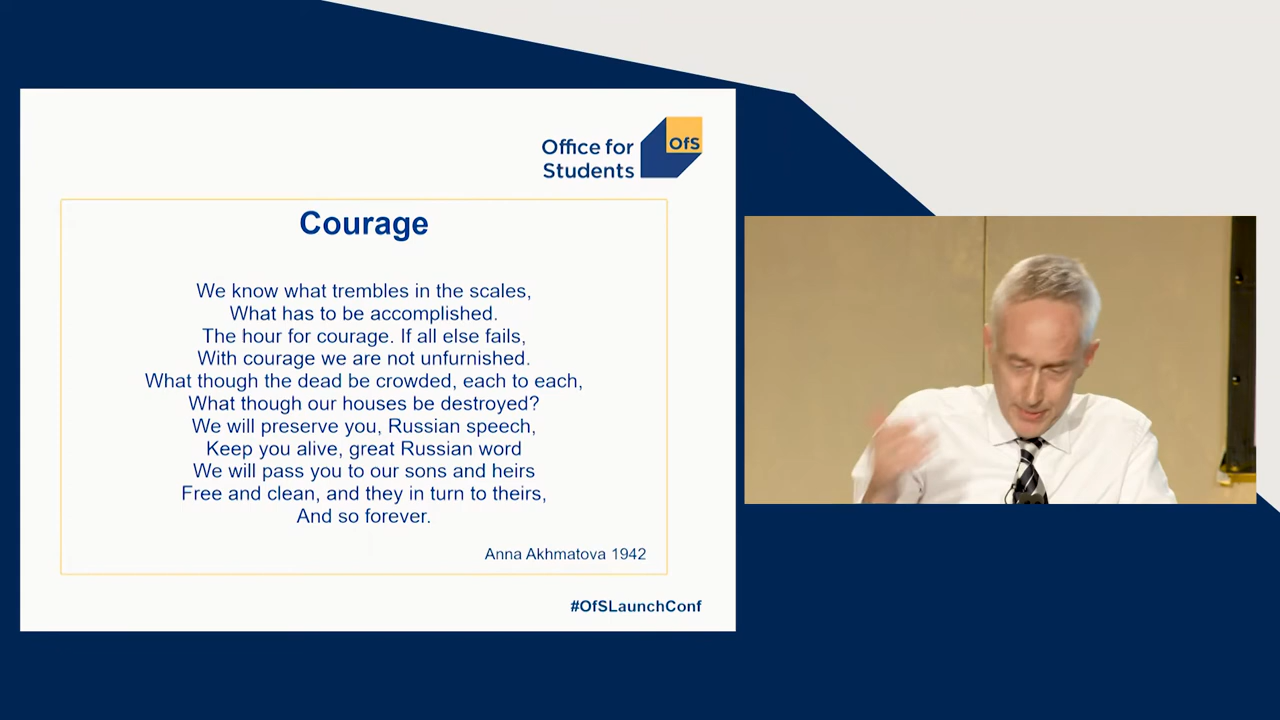 Office for
Students
OfS
Courage
We know what trembles in the scales,
What has to be accomplished.
The hour for courage. If all else fails,
With courage we are not unfurnished.
What though the dead be crowded, each to each,
What though our houses be destroyed?
We will preserve you, Russian speech,
Keep you alive, great Russian word
We will pass you to our sons and heirs
Free and clean, and they in turn to theirs,
And so forever.
Anna Akhmatova 1942
#OfSLaunchConf